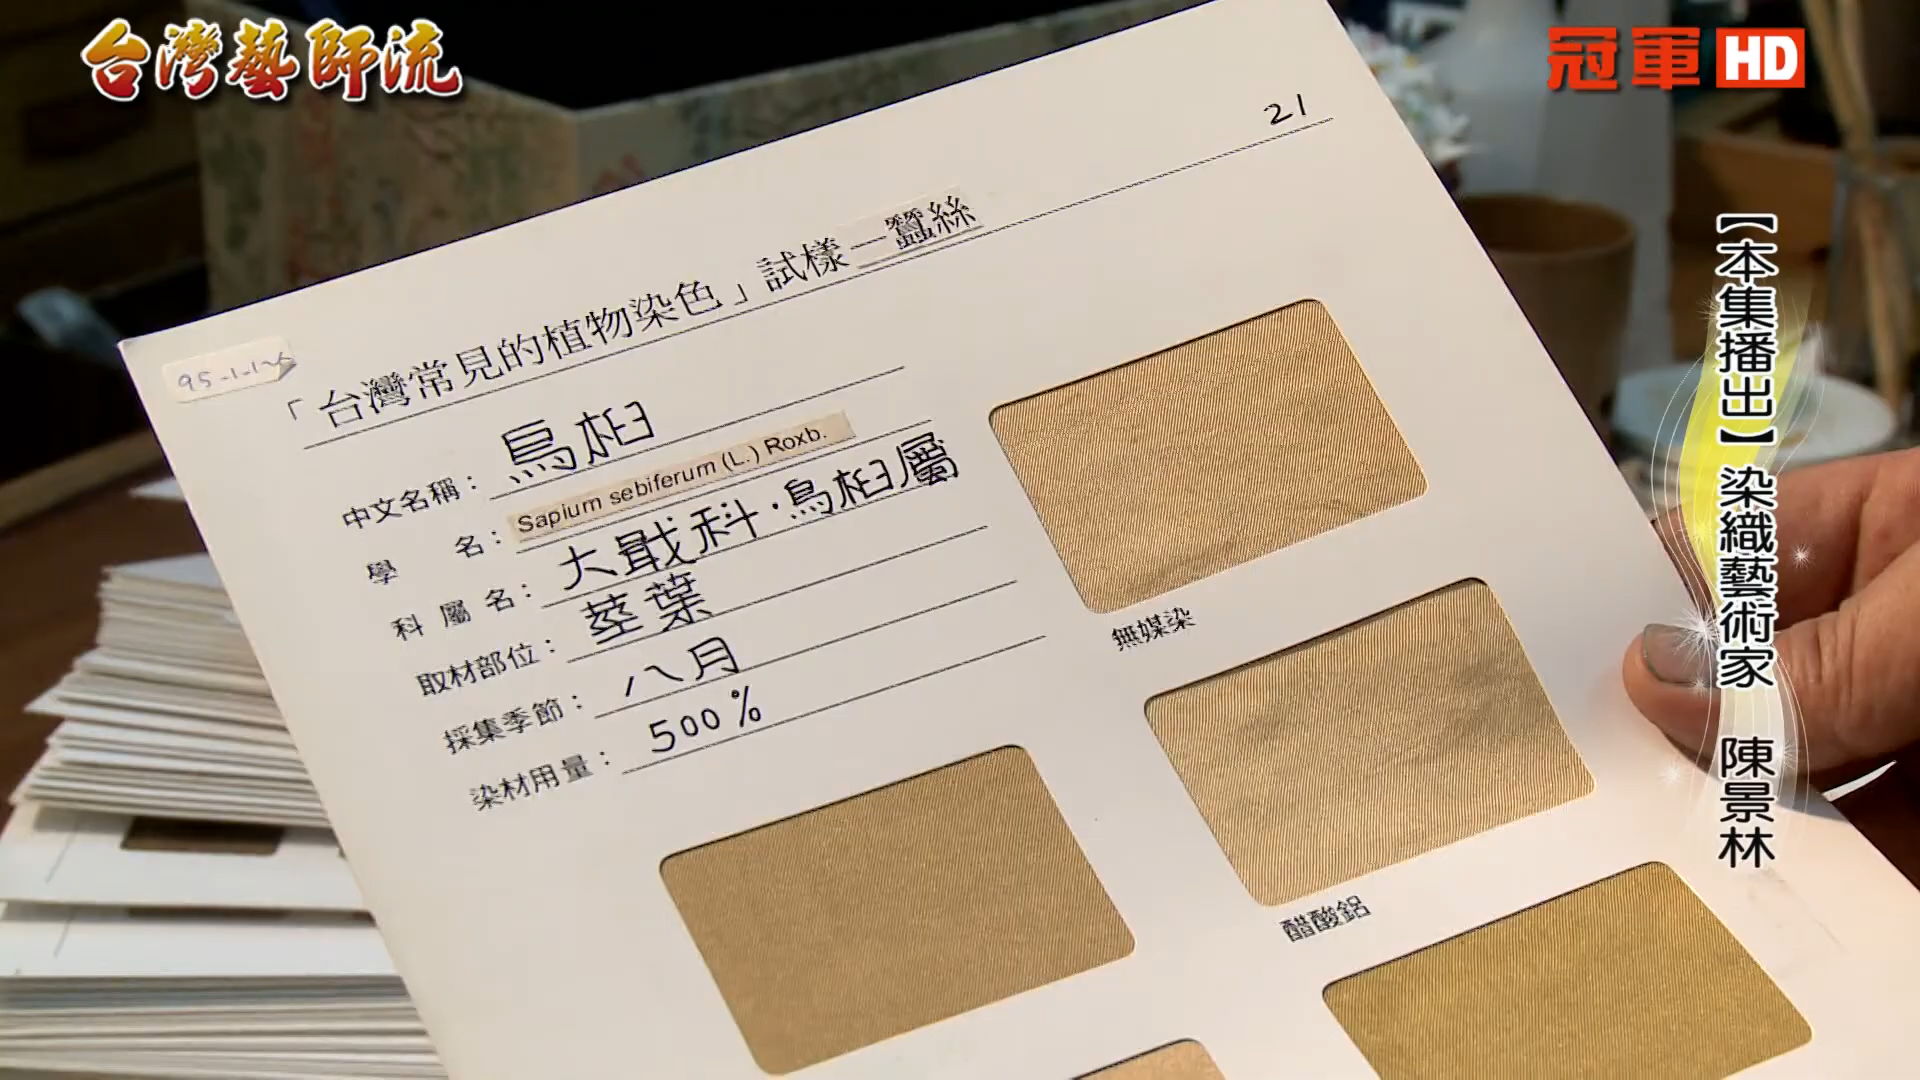 台灣藝師流
冠軍HD
21
「台灣常見的植物染色」試樣—蠶絲
95-1-1~5
中文名稱：烏桕
學名：Sapium sebiferum (L.) Roxb.
科屬名：大戟科·烏桕屬
取材部位：莖葉
採集季節：八月
染材用量：500%
無媒染
醋酸鋁
【本集播出】染織藝術家 陳景林